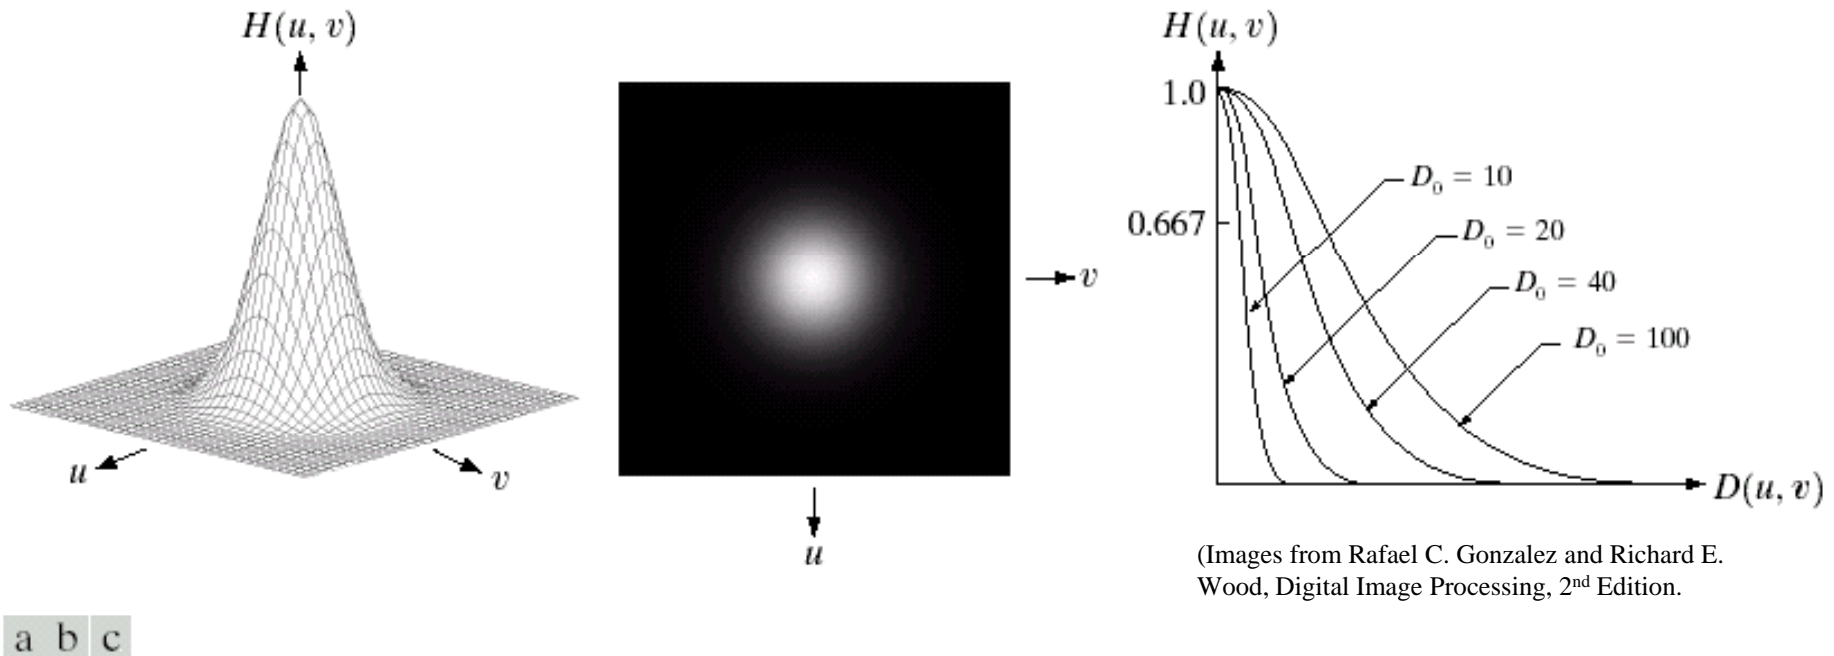 H(u, v)
u
v
v
u
H(u, v)
1.0
0.667
D₀ = 10
D₀ = 20
D₀ = 40
D₀ = 100
D(u, v)
(Images from Rafael C. Gonzalez and Richard E.
Wood, Digital Image Processing, 2nd Edition.
a b c